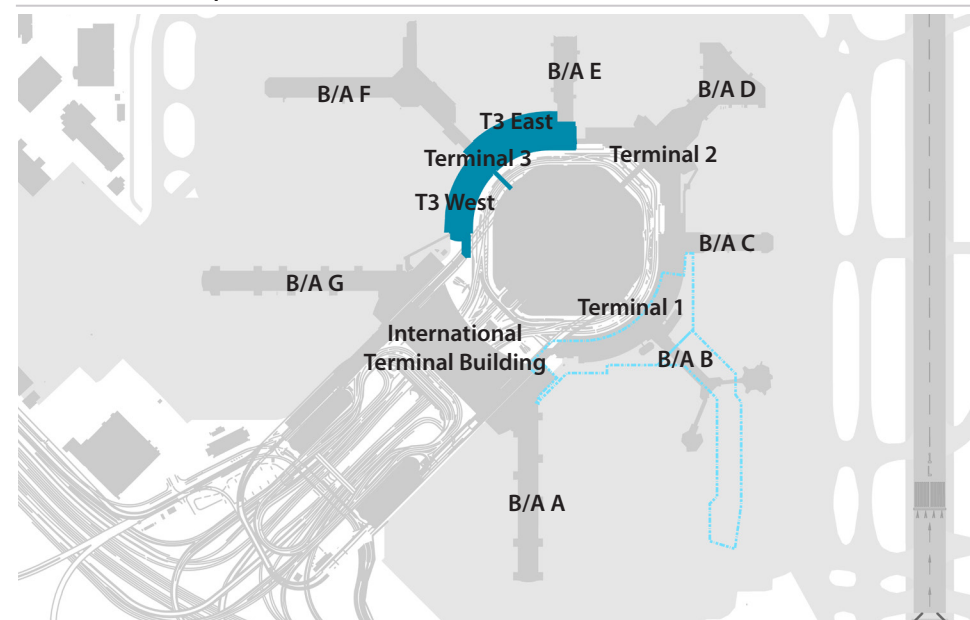 B/A E
B/A D
B/A F
T3 East
Terminal 3
Terminal 2
T3 West
B/A C
B/A G
Terminal 1
International
Terminal Building
B/A B
B/A A